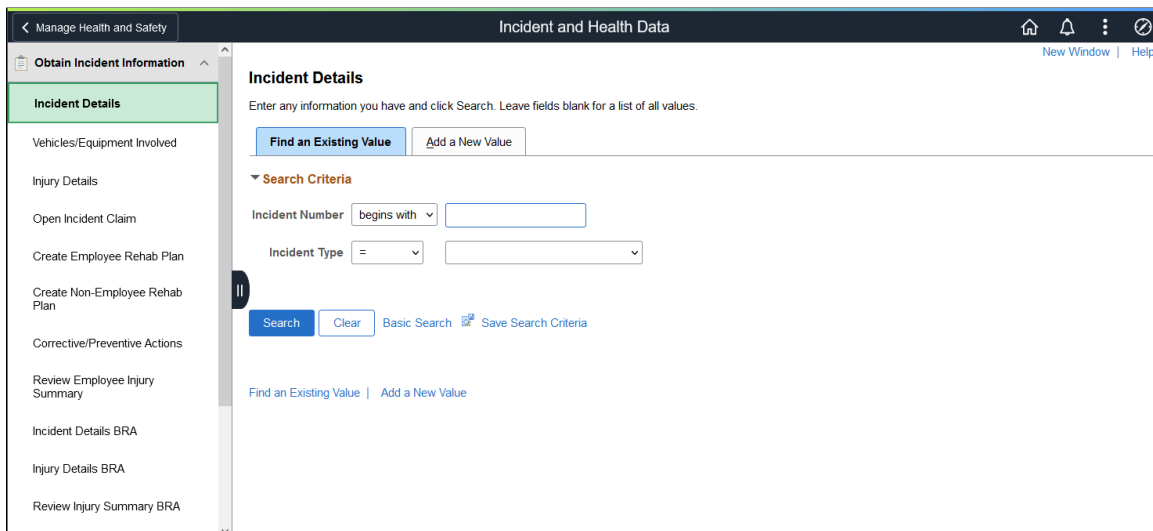 Manage Health and Safety
Incident and Health Data
New Window | Help
Obtain Incident Information
Incident Details
Vehicles/Equipment Involved
Injury Details
Open Incident Claim
Create Employee Rehab Plan
Create Non-Employee Rehab
Plan
Corrective/Preventive Actions
Review Employee Injury
Summary
Incident Details BRA
Injury Details BRA
Review Injury Summary BRA
Incident Details
Enter any information you have and click Search. Leave fields blank for a list of all values.
Find an Existing Value
Add a New Value
Search Criteria
Incident Number begins with
Incident Type =
Search Clear Basic Search Save Search Criteria
Find an Existing Value | Add a New Value